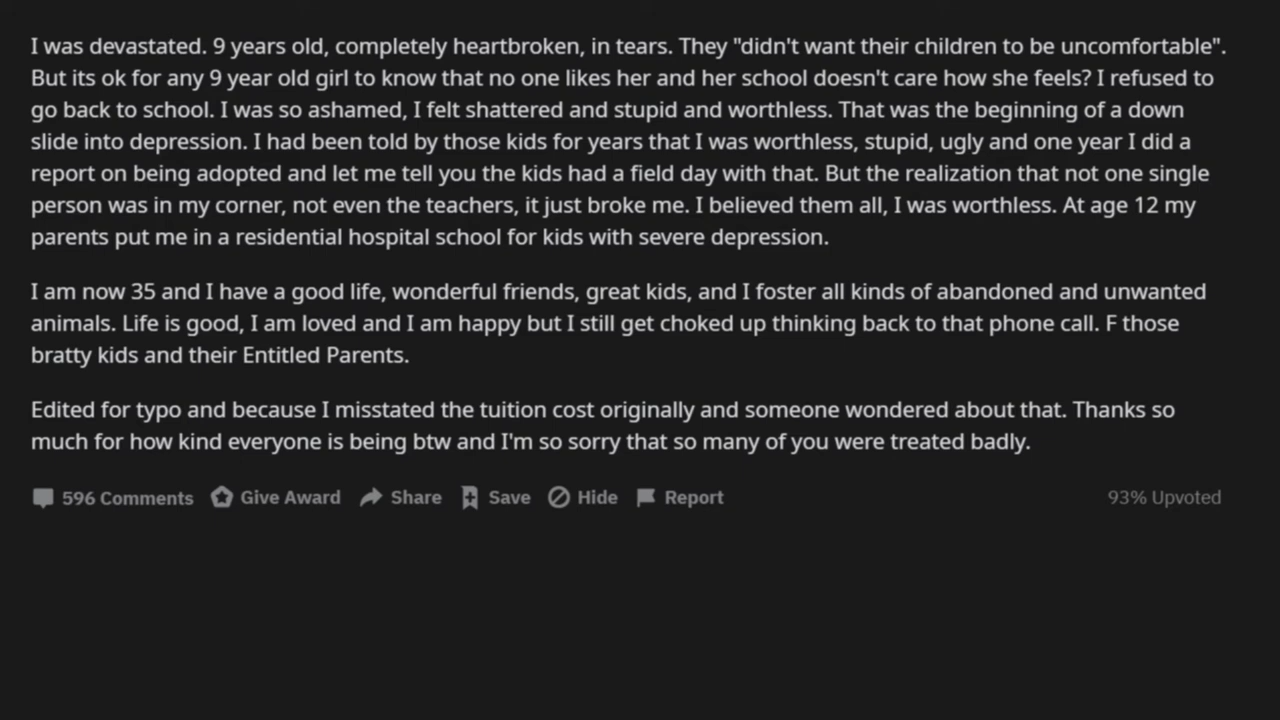 I was devastated. 9 years old, completely heartbroken, in tears. They "didn't want their children to be uncomfortable".
But its ok for any 9 year old girl to know that no one likes her and her school doesn't care how she feels? I refused to
go back to school. I was so ashamed, I felt shattered and stupid and worthless. That was the beginning of a down
slide into depression. I had been told by those kids for years that I was worthless, stupid, ugly and one year I did a
report on being adopted and let me tell you the kids had a field day with that. But the realization that not one single
person was in my corner, not even the teachers, it just broke me. I believed them all, I was worthless. At age 12 my
parents put me in a residential hospital school for kids with severe depression.
I am now 35 and I have a good life, wonderful friends, great kids, and I foster all kinds of abandoned and unwanted
animals. Life is good, I am loved and I am happy but I still get choked up thinking back to that phone call. F those
bratty kids and their Entitled Parents.
Edited for typo and because I misstated the tuition cost originally and someone wondered about that. Thanks so
much for how kind everyone is being btw and I'm so sorry that so many of you were treated badly.
596 Comments Give Award Share Save Hide Report 93% Upvoted